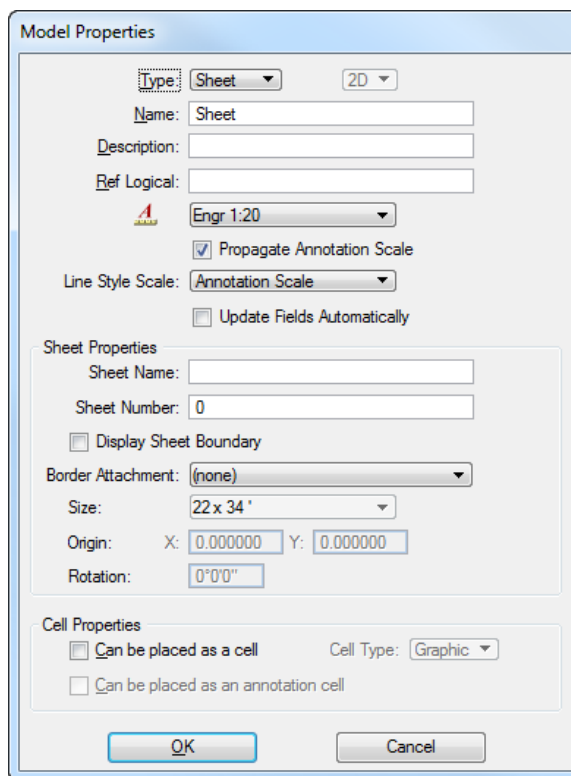 Model Properties
Type: Sheet 2D
Name: Sheet
Description:
Ref Logical:
A Engr 1:20
Propagate Annotation Scale
Line Style Scale: Annotation Scale
Update Fields Automatically
Sheet Properties
Sheet Name:
Sheet Number: 0
Display Sheet Boundary
Border Attachment: (none)
Size: 22 x 34 '
Origin: X: 0.000000 Y: 0.000000
Rotation: 0°0'0"
Cell Properties
Can be placed as a cell Cell Type: Graphic
Can be placed as an annotation cell
OK Cancel